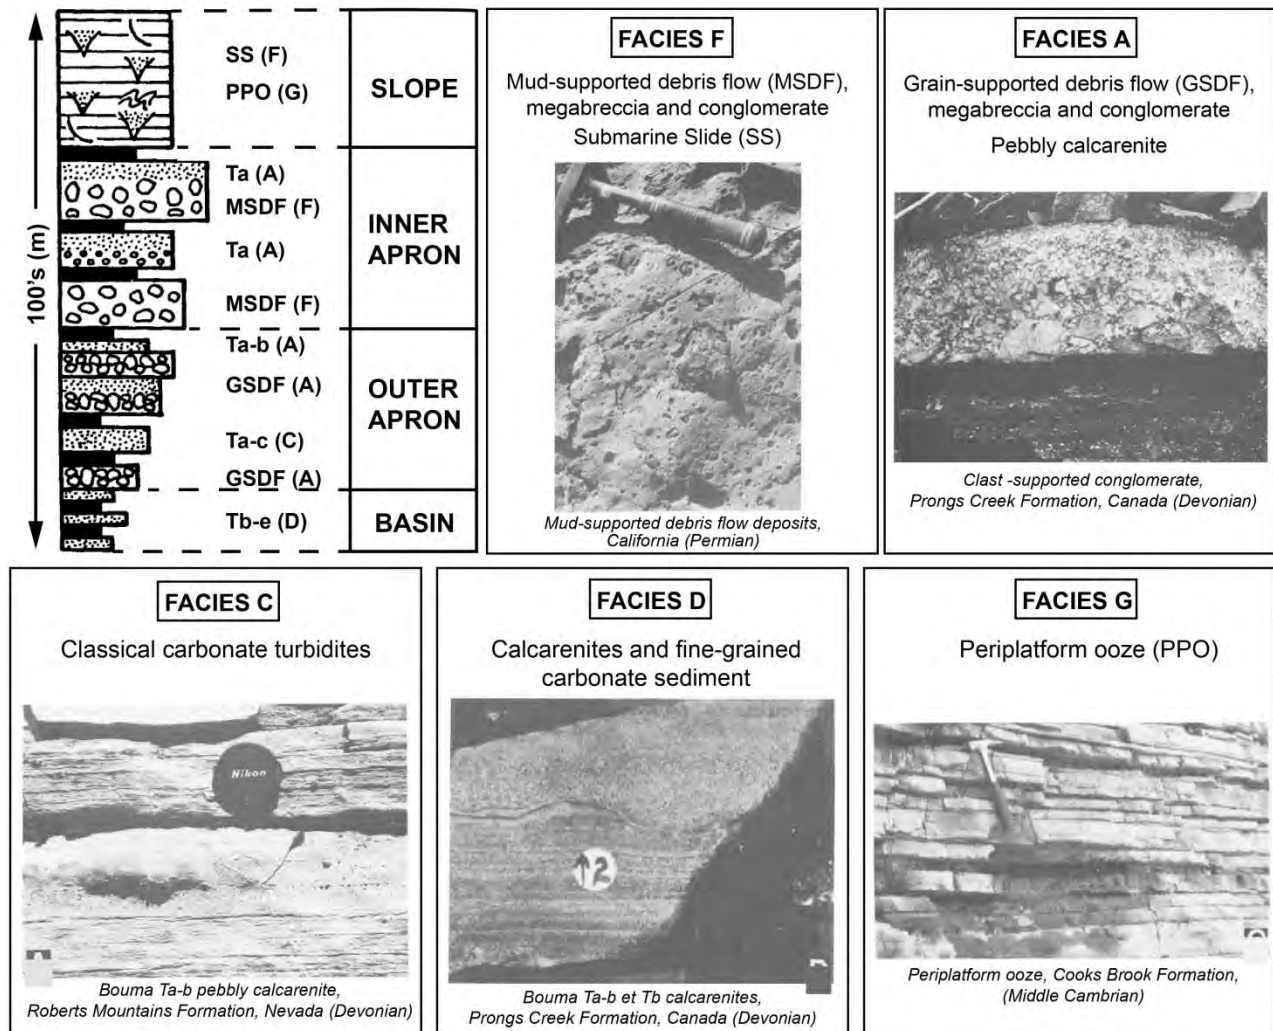 100's (m)
SS (F)
PPO (G)
SLOPE
Ta (A)
MSDF (F)
Ta (A)
MSDF (F)
INNER
APRON
Ta-b (A)
GSDF (A)
Ta-c (C)
GSDF (A)
OUTER
APRON
Tb-e (D)
BASIN
FACIES F
Mud-supported debris flow (MSDF),
megabreccia and conglomerate
Submarine Slide (SS)
Mud-supported debris flow deposits,
California (Permian)
FACIES A
Grain-supported debris flow (GSDF),
megabreccia and conglomerate
Pebbly calcarenite
Clast -supported conglomerate,
Prongs Creek Formation, Canada (Devonian)
FACIES C
Classical carbonate turbidites
Nikon
Bouma Ta-b pebbly calcarenite,
Roberts Mountains Formation, Nevada (Devonian)
FACIES D
Calcarenites and fine-grained
carbonate sediment
2
Bouma Ta-b et Tb calcarenites,
Prongs Creek Formation, Canada (Devonian)
FACIES G
Periplatform ooze (PPO)
Periplatform ooze, Cooks Brook Formation,
(Middle Cambrian)